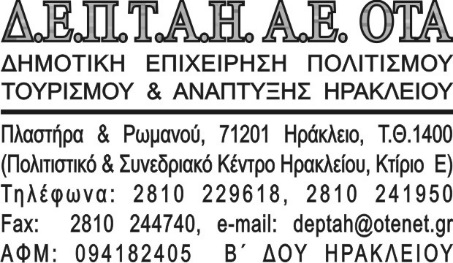 Δ.Ε.Π.Τ.Α.Η. Α.Ε. ΟΤΑ
ΔΗΜΟΤΙΚΗ ΕΠΙΧΕΙΡΗΣΗ ΠΟΛΙΤΙΣΜΟΥ
ΤΟΥΡΙΣΜΟΥ & ΑΝΑΠΤΥΞΗΣ ΗΡΑΚΛΕΙΟΥ
Πλαστήρα & Ρωμανού, 71201 Ηράκλειο, Τ.Θ.1400
(Πολιτιστικό & Συνεδριακό Κέντρο Ηρακλείου, Κτίριο Ε)
Τηλέφωνα: 2810 229618, 2810 241950
Fax: 2810 244740, e-mail: deptah@otenet.gr
ΑΦΜ: 094182405 Β΄ ΔΟΥ ΗΡΑΚΛΕΙΟΥ